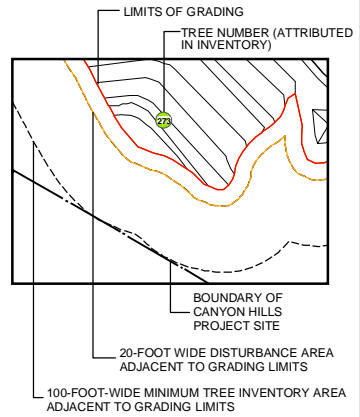 LIMITS OF GRADING
TREE NUMBER (ATTRIBUTED
IN INVENTORY)
273
BOUNDARY OF
CANYON HILLS
PROJECT SITE
20-FOOT WIDE DISTURBANCE AREA
ADJACENT TO GRADING LIMITS
100-FOOT-WIDE MINIMUM TREE INVENTORY AREA
ADJACENT TO GRADING LIMITS